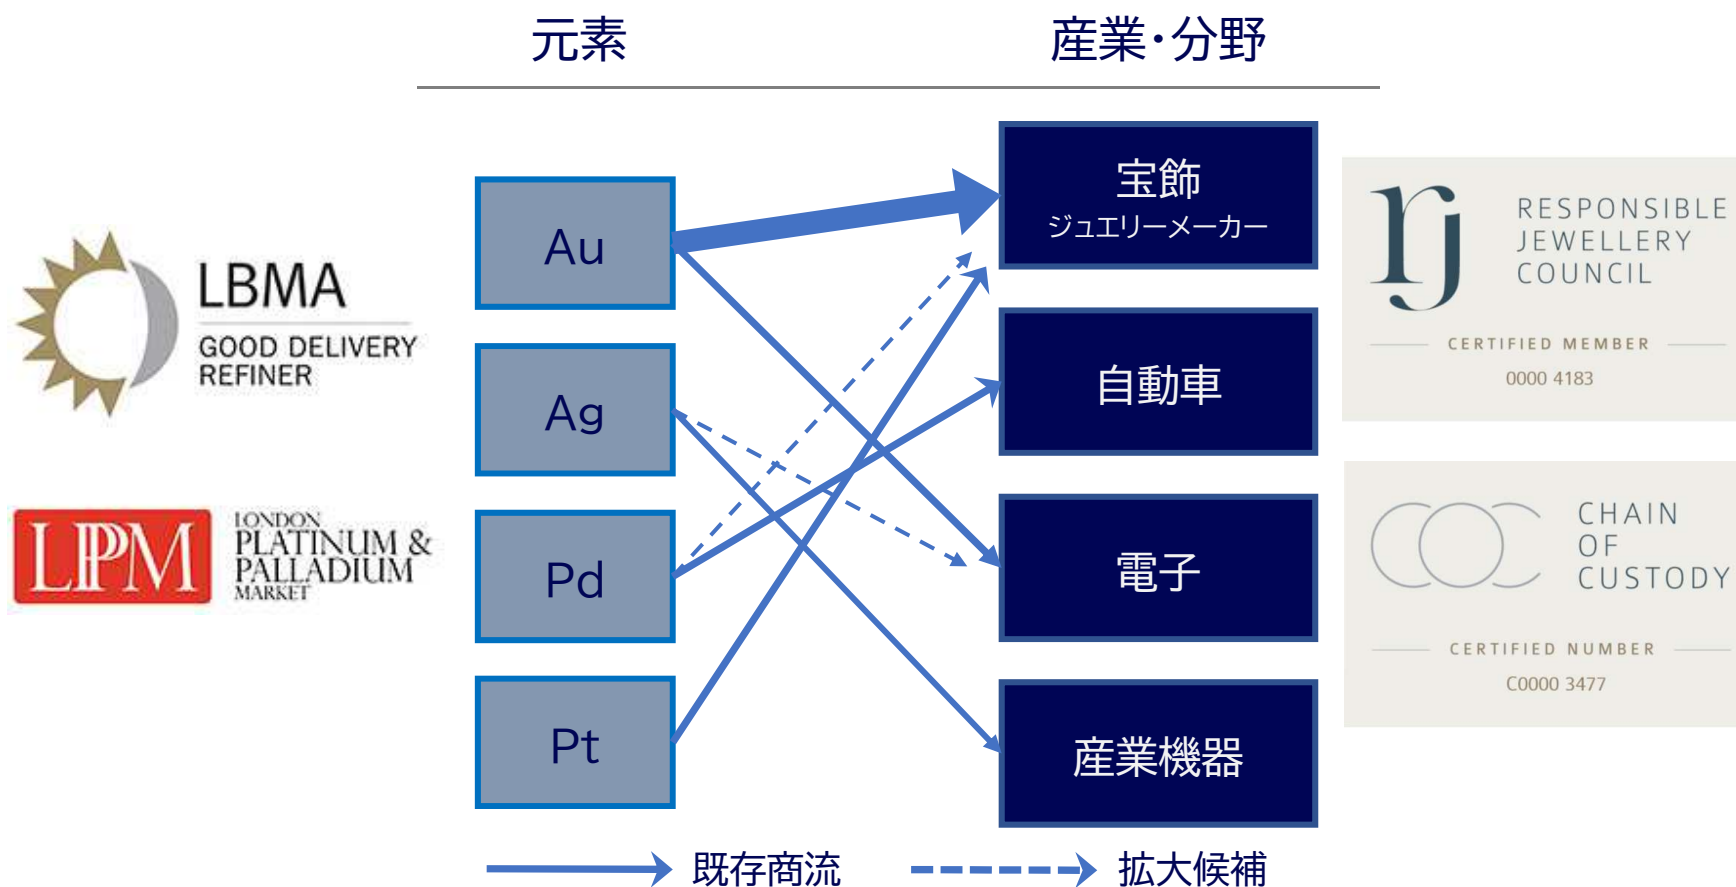 元素
産業・分野
LBMA
GOOD DELIVERY
REFINER
LPPM
LONDON
PLATINUM &
PALLADIUM
MARKET
Au
Ag
Pd
Pt
宝飾
ジュエリーメーカー
自動車
電子
産業機器
rj
RESPONSIBLE
JEWELLERY
COUNCIL
CERTIFIED MEMBER
0000 4183
COC
CHAIN
OF
CUSTODY
CERTIFIED NUMBER
C0000 3477
既存商流
拡大候補